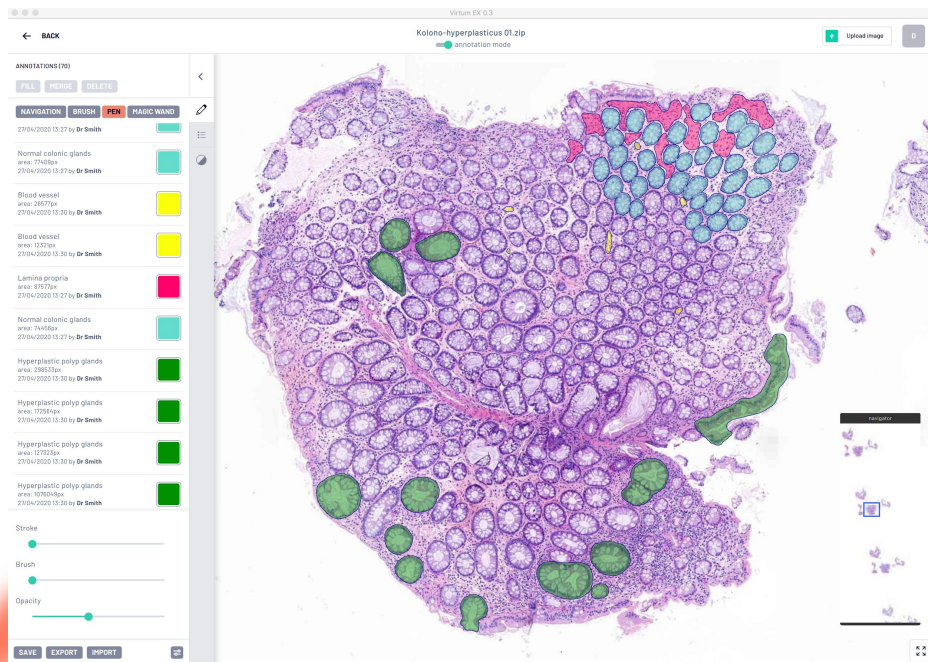 Virtum EX 0.3
BACK
Kolono-hyperplasticus 01.zip
annotation mode
Upload image
D
ANNOTATIONS (70)
FILL MERGE DELETE
NAVIGATION BRUSH PEN MAGIC WAND
27/04/2020 13:27 by Dr Smith
Normal colonic glands
area: 77409px
27/04/2020 13:27 by Dr Smith
Blood vessel
area: 28577px
27/04/2020 13:30 by Dr Smith
Blood vessel
area: 12321px
27/04/2020 13:30 by Dr Smith
Lamina propria
area: 87577px
27/04/2020 13:27 by Dr Smith
Normal colonic glands
area: 74456px
27/04/2020 13:27 by Dr Smith
Hyperplastic polyp glands
area: 298533px
27/04/2020 13:30 by Dr Smith
Hyperplastic polyp glands
area: 172564px
27/04/2020 13:30 by Dr Smith
Hyperplastic polyp glands
area: 127323px
27/04/2020 13:30 by Dr Smith
Hyperplastic polyp glands
area: 1076049px
27/04/2020 13:30 by Dr Smith
Stroke
Brush
Opacity
SAVE EXPORT IMPORT
navigator